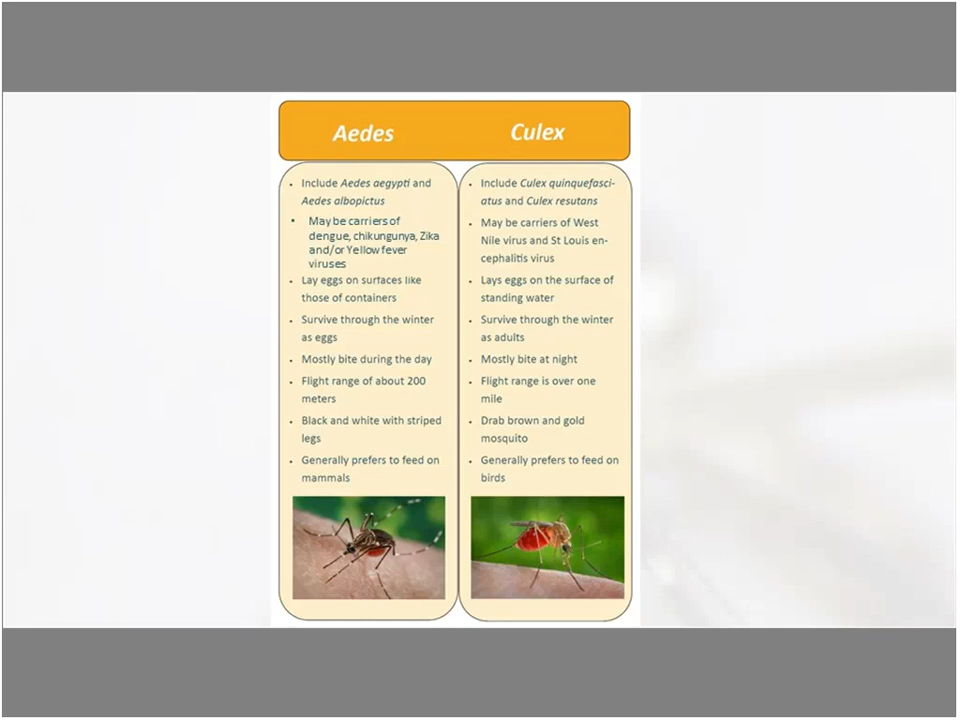 Aedes
Culex
• Include Aedes aegypti and
Aedes albopictus
• May be carriers of
dengue, chikungunya, Zika
and/or Yellow fever
viruses
• Lay eggs on surfaces like
those of containers
• Survive through the winter
as eggs
• Mostly bite during the day
• Flight range of about 200
meters
• Black and white with striped
legs
• Generally prefers to feed on
mammals
• Include Culex quinquefasci-
atus and Culex resutans
• May be carriers of West
Nile virus and St Louis en-
cephalitis virus
• Lays eggs on the surface of
standing water
• Survive through the winter
as adults
• Mostly bite at night
• Flight range is over one
mile
• Drab brown and gold
mosquito
• Generally prefers to feed on
birds